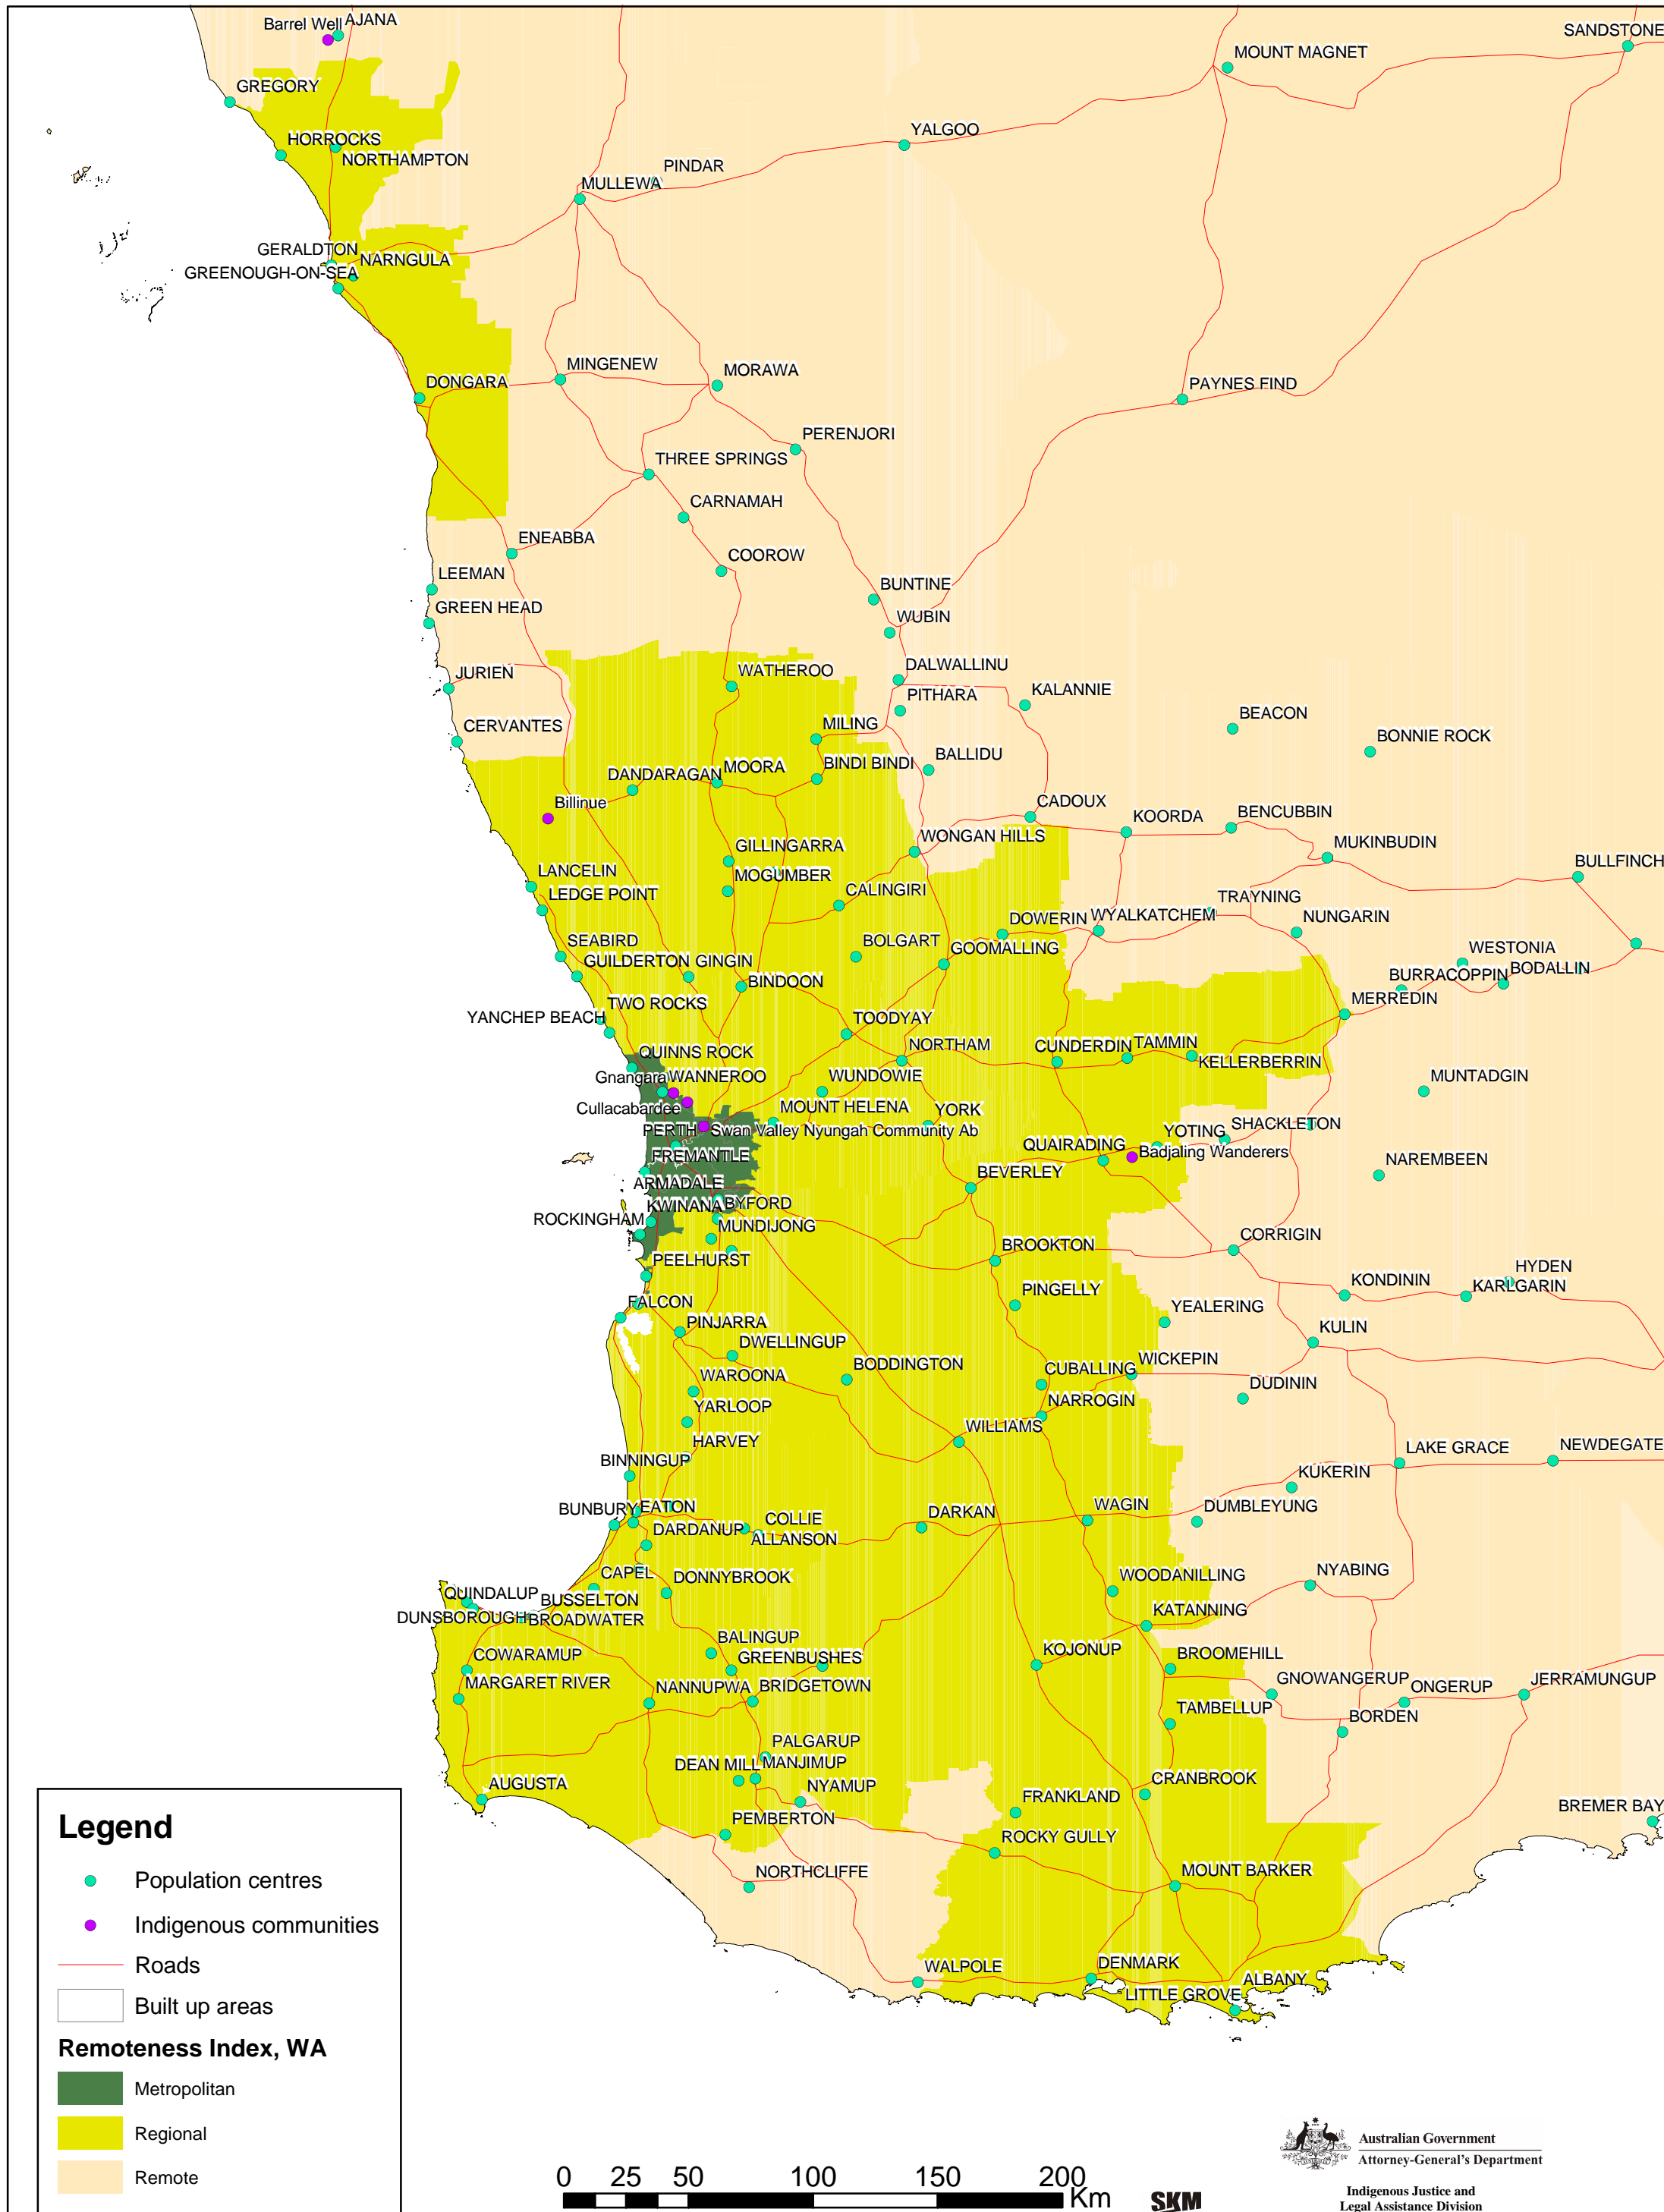 Barrel Well
AJANA
SANDSTONE
MOUNT MAGNET
GREGORY
YALGOO
HORROCKS
NORTHAMPTON
PINDAR
MULLEWA
GERALDTON
NARNGULA
GREENOUGH-ON-SEA
MINGENEW
MORAWA
DONGARA
PAYNES FIND
PERENJORI
THREE SPRINGS
CARNAMAH
ENEABBA
COOROW
LEEMAN
BUNTINE
GREEN HEAD
WUBIN
DALWALLINU
WATHEROO
JURIEN
PITHARA
KALANNIE
BEACON
CERVANTES
MILING
BONNIE ROCK
BALLIDU
DANDARAGAN
MOORA
BINDI BINDI
Billinue
CADOUX
KOORDA
BENCUBBIN
WONGAN HILLS
MUKINBUDIN
GILLINGARRA
BULLFINCH
LANCELIN
MOGUMBER
CALINGIRI
LEDGE POINT
TRAYNING
DOWERIN
WYALKATCHEM
NUNGARIN
SEABIRD
BOLGART
GOOMALLING
WESTONIA
GUILDERTON
GINGIN
BURRACOPPIN
BODALLIN
BINDOON
MERREDIN
TWO ROCKS
YANCHEP BEACH
TOODYAY
QUINNS ROCK
NORTHAM
CUNDERDIN
TAMMIN
KELLERBERRIN
Gnangara
WANNEROO
WUNDOWIE
MUNTADGIN
Cullacabardee
MOUNT HELENA
YORK
PERTH
Swan Valley Nyungah Community Ab
SHACKLETON
YOTING
QUAIRADING
Badjaling Wanderers
FREMANTLE
NAREMBEEN
BEVERLEY
ARMADALE
KWINANA
BYFORD
ROCKINGHAM
MUNDIJONG
BROOKTON
CORRIGIN
PEELHURST
HYDEN
KONDININ
KARLGARIN
PINGELLY
FALCON
YEALERING
PINJARRA
KULIN
DWELLINGUP
BODDINGTON
CUBALLING
WICKEPIN
WAROONA
DUDININ
YARLOOP
NARROGIN
WILLIAMS
HARVEY
LAKE GRACE
NEWDEGATE
BINNINGUP
KUKERIN
BUNBURY
EATON
WAGIN
DUMBLEYUNG
COLLIE
DARKAN
DARDANUP
ALLANSON
CAPEL
DONNYBROOK
WOODANILLING
NYABING
QUINDALUP
BUSSELTON
DUNSBOROUGH
BROADWATER
KATANNING
BALINGUP
KOJONUP
COWARAMUP
GREENBUSHES
BROOMEHILL
MARGARET RIVER
NANNUPWA
BRIDGETOWN
GNOWANGERUP
ONGERUP
JERRAMUNGUP
TAMBELLUP
BORDEN
PALGARUP
DEAN MILL
MANJIMUP
AUGUSTA
NYAMUP
CRANBROOK
FRANKLAND
BREMER BAY
PEMBERTON
ROCKY GULLY
NORTHCLIFFE
MOUNT BARKER
WALPOLE
DENMARK
ALBANY
LITTLE GROVE
Legend
Population centres
Indigenous communities
Roads
Built up areas
Remoteness Index, WA
Metropolitan
Regional
Remote
0 25 50 100 150 200
Km
SKM
Australian Government
Attorney-General's Department
Indigenous Justice and
Legal Assistance Division